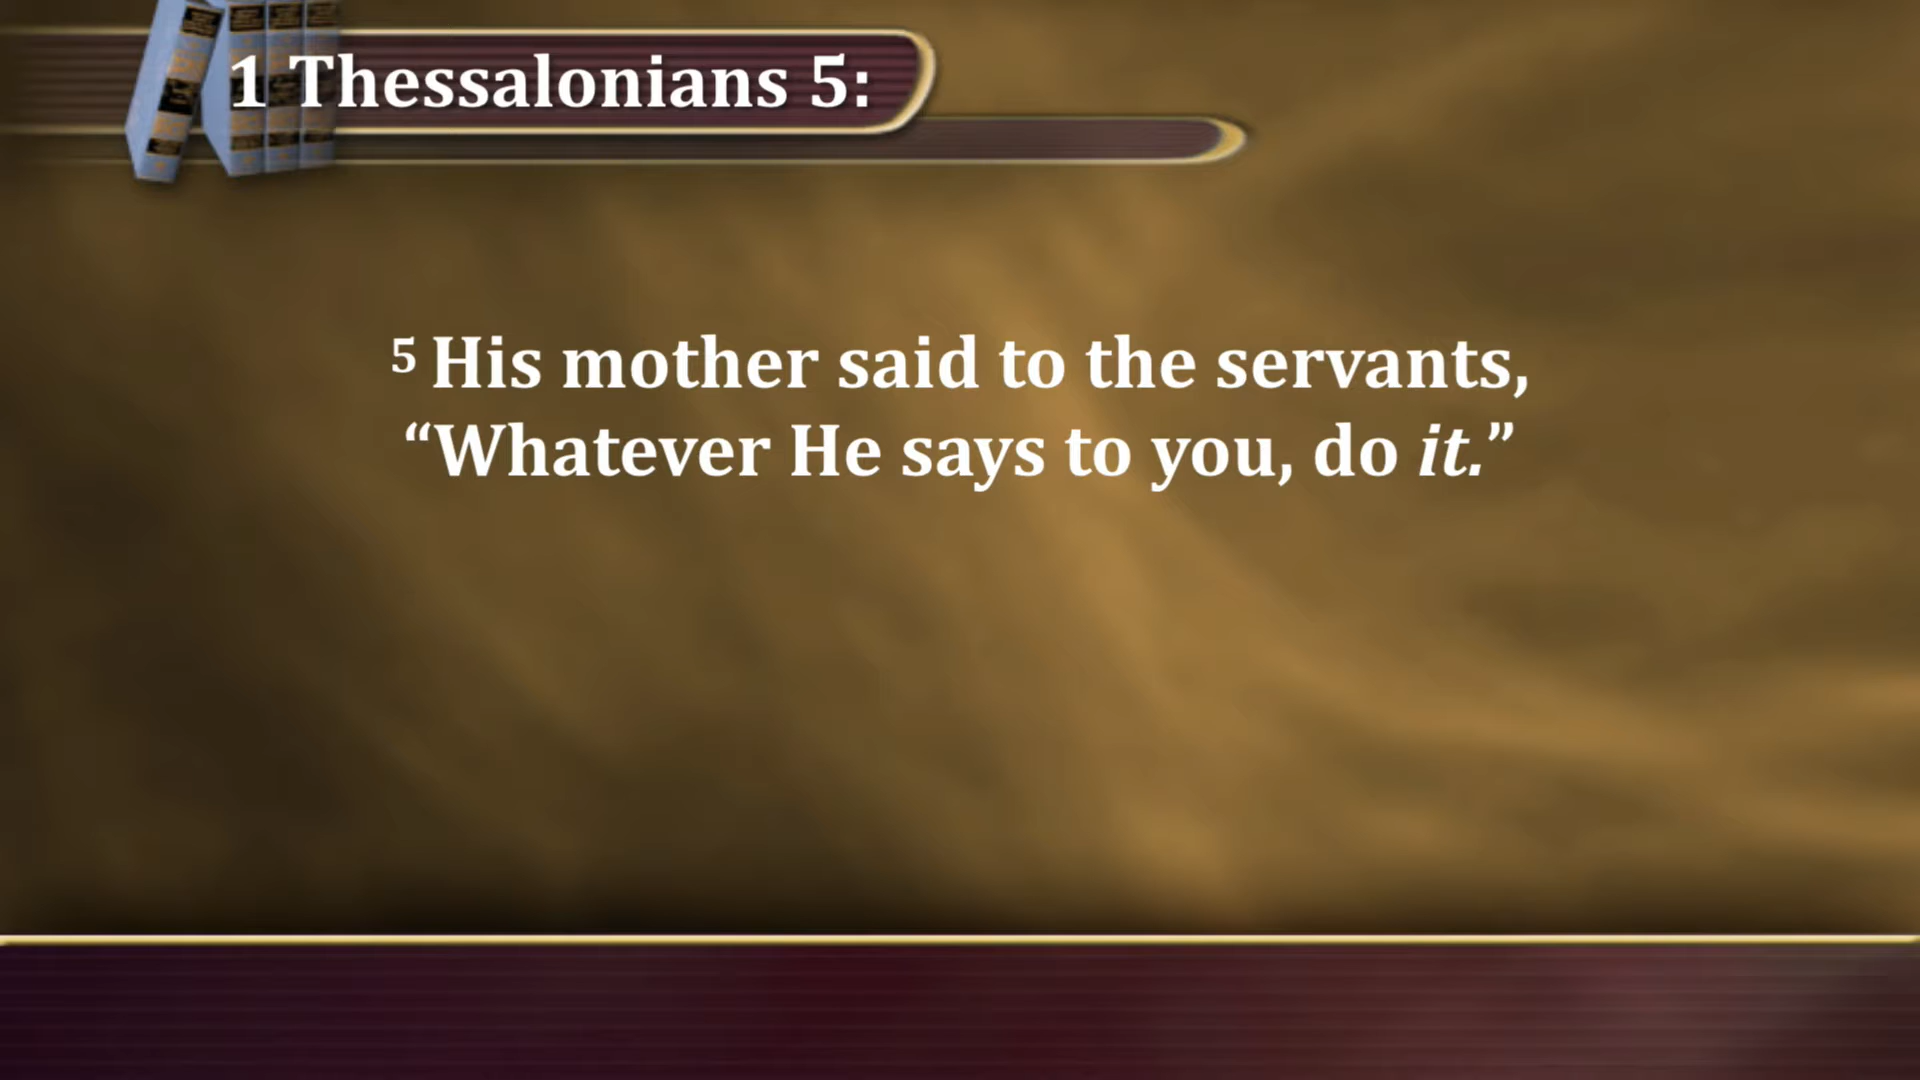 1 Thessalonians 5:
5 His mother said to the servants,
“Whatever He says to you, do it.”